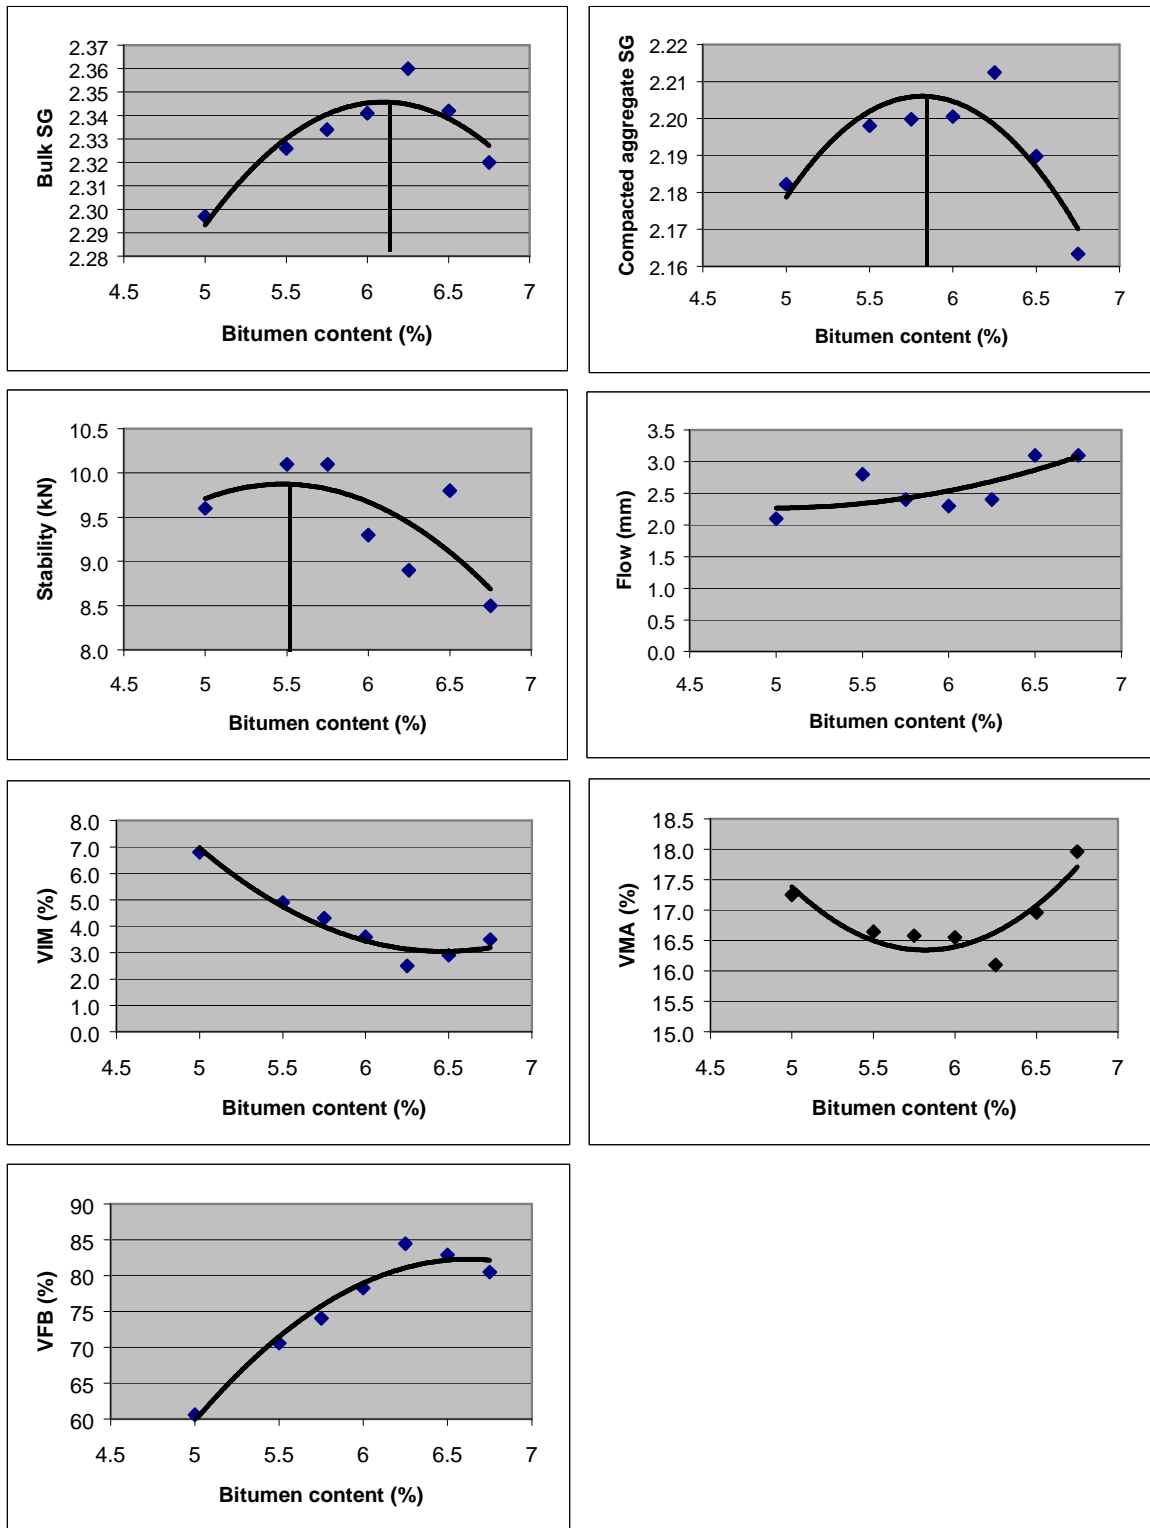 2.37
2.36
2.35
2.34
2.33
2.32
2.31
2.30
2.29
2.28
Bulk SG
4.5 5 5.5 6 6.5 7
Bitumen content (%)
2.22
2.21
2.20
2.19
2.18
2.17
2.16
Compacted aggregate SG
4.5 5 5.5 6 6.5 7
Bitumen content (%)
10.5
10.0
9.5
9.0
8.5
8.0
Stability (kN)
4.5 5 5.5 6 6.5 7
Bitumen content (%)
3.5
3.0
2.5
2.0
1.5
1.0
0.5
0.0
Flow (mm)
4.5 5 5.5 6 6.5 7
Bitumen content (%)
8.0
7.0
6.0
5.0
4.0
3.0
2.0
1.0
0.0
VIM (%)
4.5 5 5.5 6 6.5 7
Bitumen content (%)
18.5
18.0
17.5
17.0
16.5
16.0
15.5
15.0
VMA (%)
4.5 5 5.5 6 6.5 7
Bitumen content (%)
90
85
80
75
70
65
60
VFB (%)
4.5 5 5.5 6 6.5 7
Bitumen content (%)